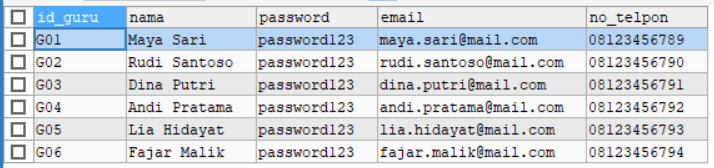 id_guru nama password email no_telpon
G01 Maya Sari password123 maya.sari@mail.com 08123456789
G02 Rudi Santoso password123 rudi.santoso@mail.com 08123456790
G03 Dina Putri password123 dina.putri@mail.com 08123456791
G04 Andi Pratama password123 andi.pratama@mail.com 08123456792
G05 Lia Hidayat password123 lia.hidayat@mail.com 08123456793
G06 Fajar Malik password123 fajar.malik@mail.com 08123456794